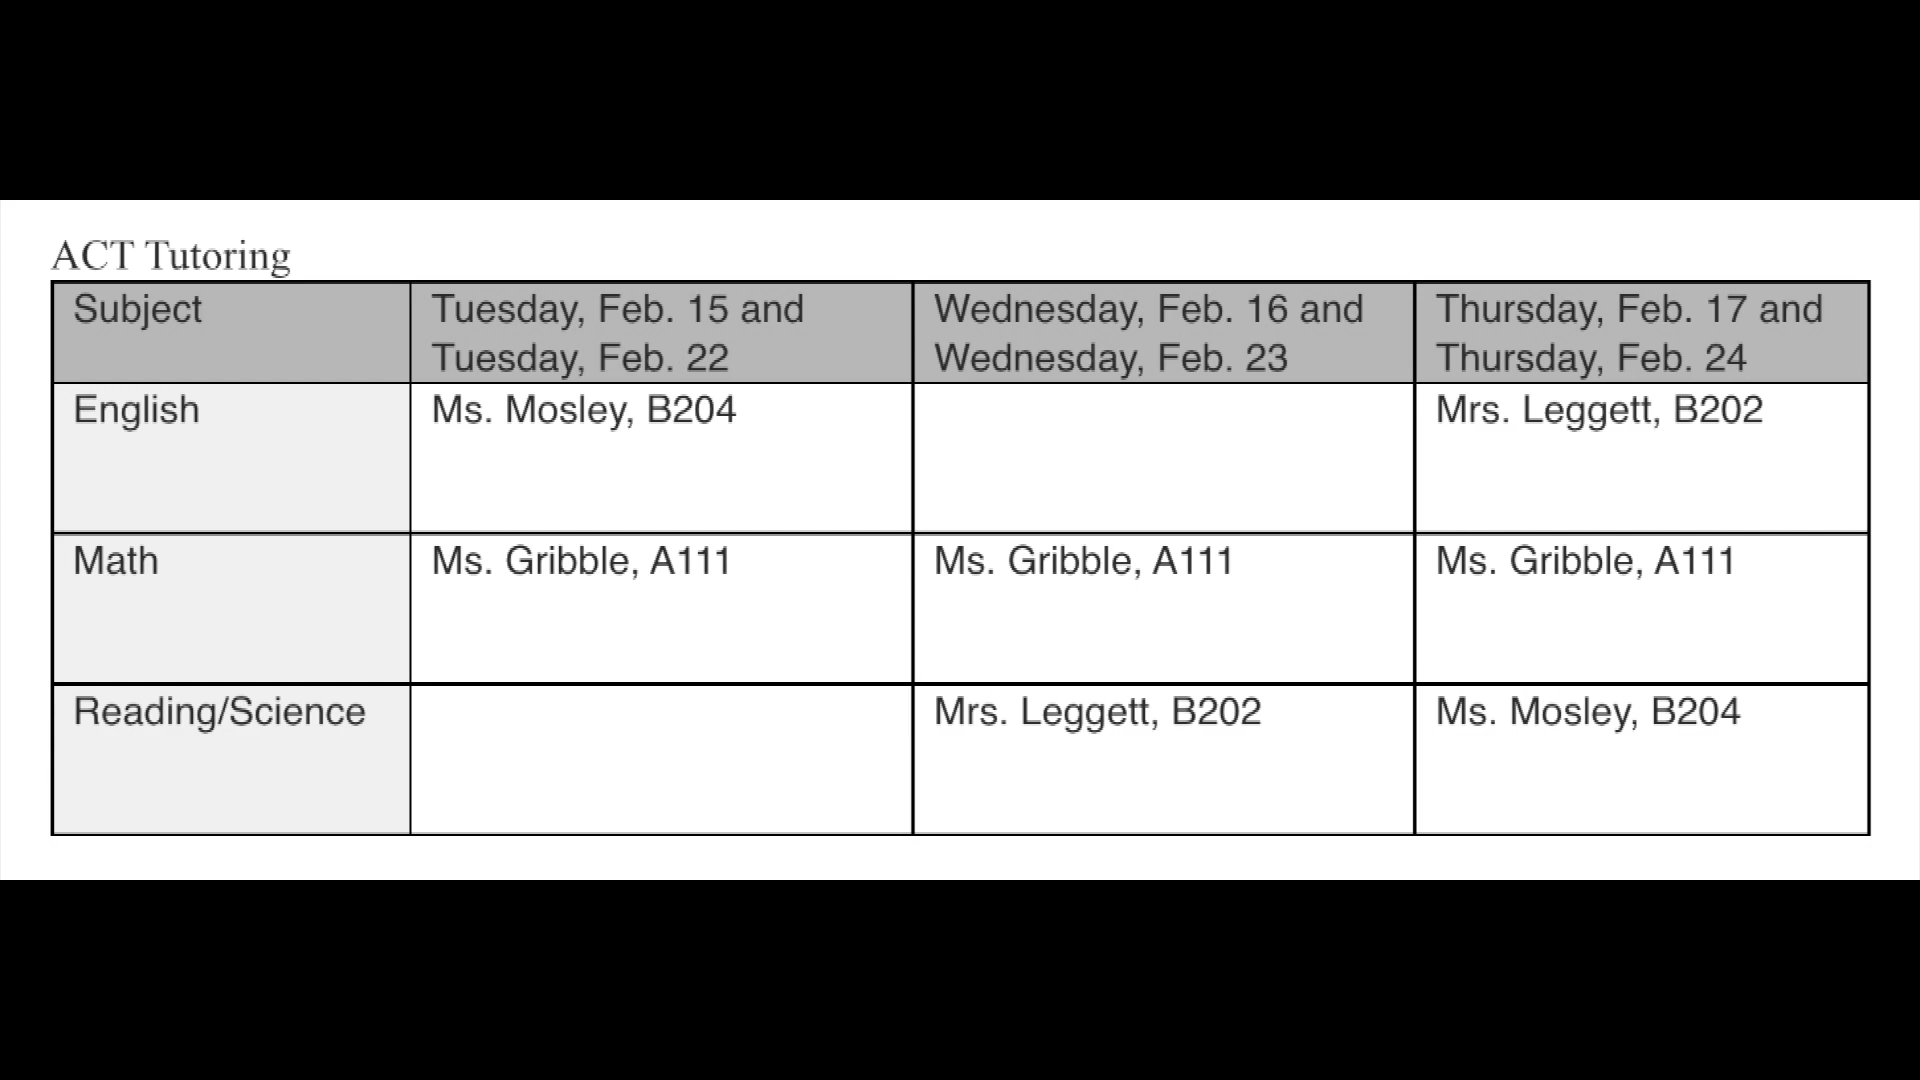 ACT Tutoring
Subject
Tuesday, Feb. 15 and
Tuesday, Feb. 22
Wednesday, Feb. 16 and
Wednesday, Feb. 23
Thursday, Feb. 17 and
Thursday, Feb. 24
English
Ms. Mosley, B204
Mrs. Leggett, B202
Math
Ms. Gribble, A111
Ms. Gribble, A111
Ms. Gribble, A111
Reading/Science
Mrs. Leggett, B202
Ms. Mosley, B204